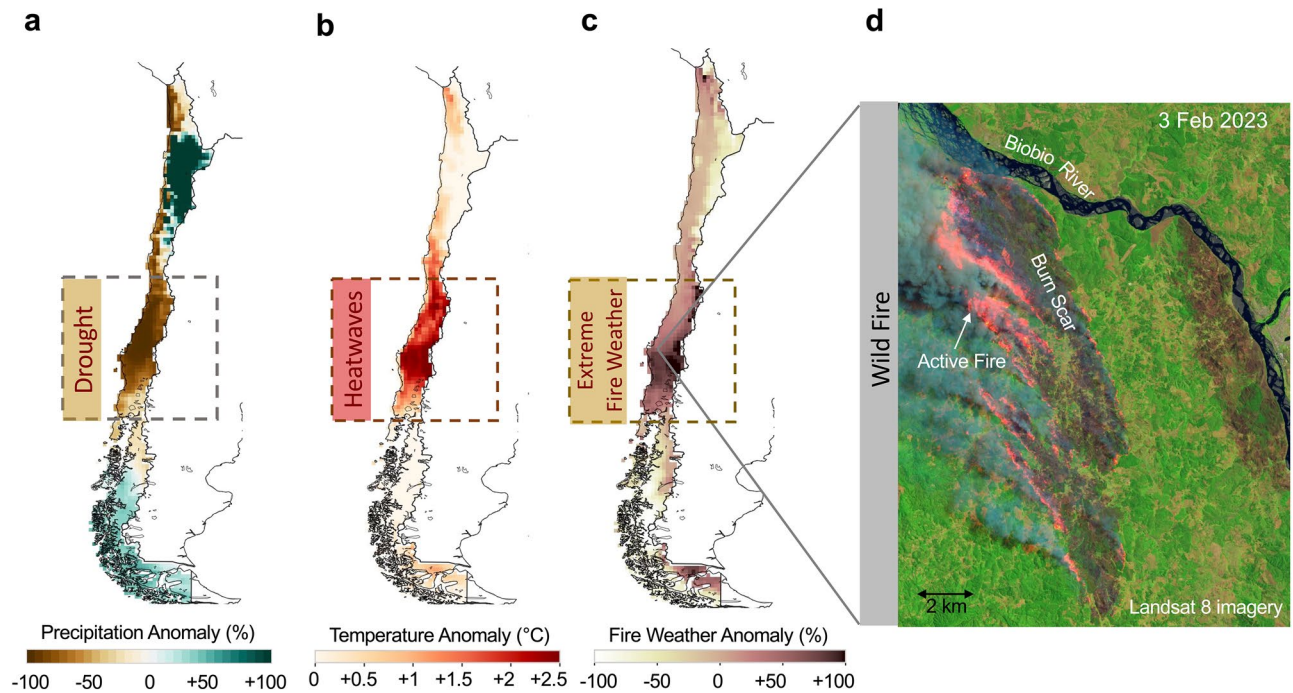 a
b
c
d
Drought
Heatwaves
Extreme
Fire Weather
Wild Fire
3 Feb 2023
Biobio River
Burn Scar
Active Fire
2 km
Landsat 8 imagery
Precipitation Anomaly (%)
-100 -50 0 +50 +100
Temperature Anomaly (°C)
0 +0.5 +1 +1.5 +2 +2.5
Fire Weather Anomaly (%)
-100 -50 0 +50 +100